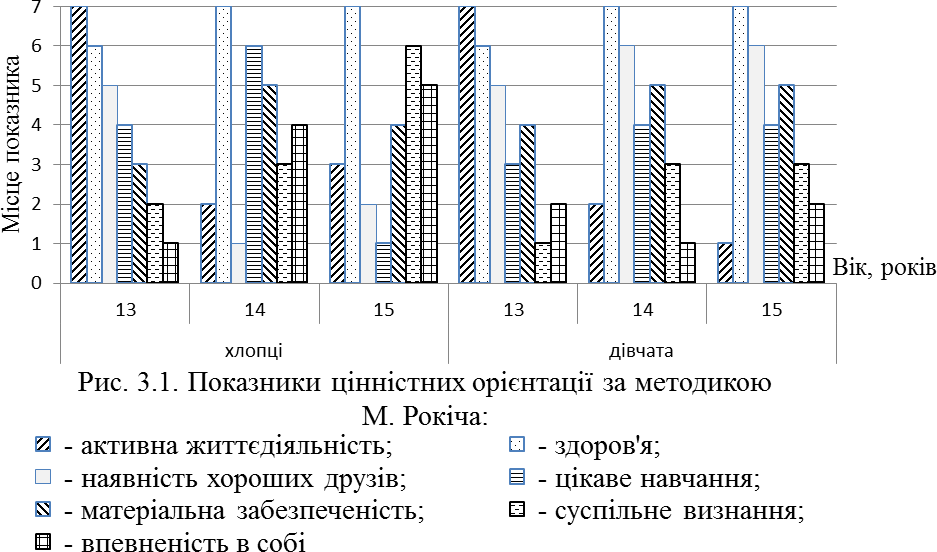 Місце показника
7
6
5
4
3
2
1
0
Вік, років
13 14 15 13 14 15
хлопці дівчата
Рис. 3.1. Показники цінністних орієнтації за методикою
М. Рокіча:
- активна життєдіяльність; - здоров'я;
- наявність хороших друзів; - цікаве навчання;
- матеріальна забезпеченість; - суспільне визнання;
- впевненість в собі